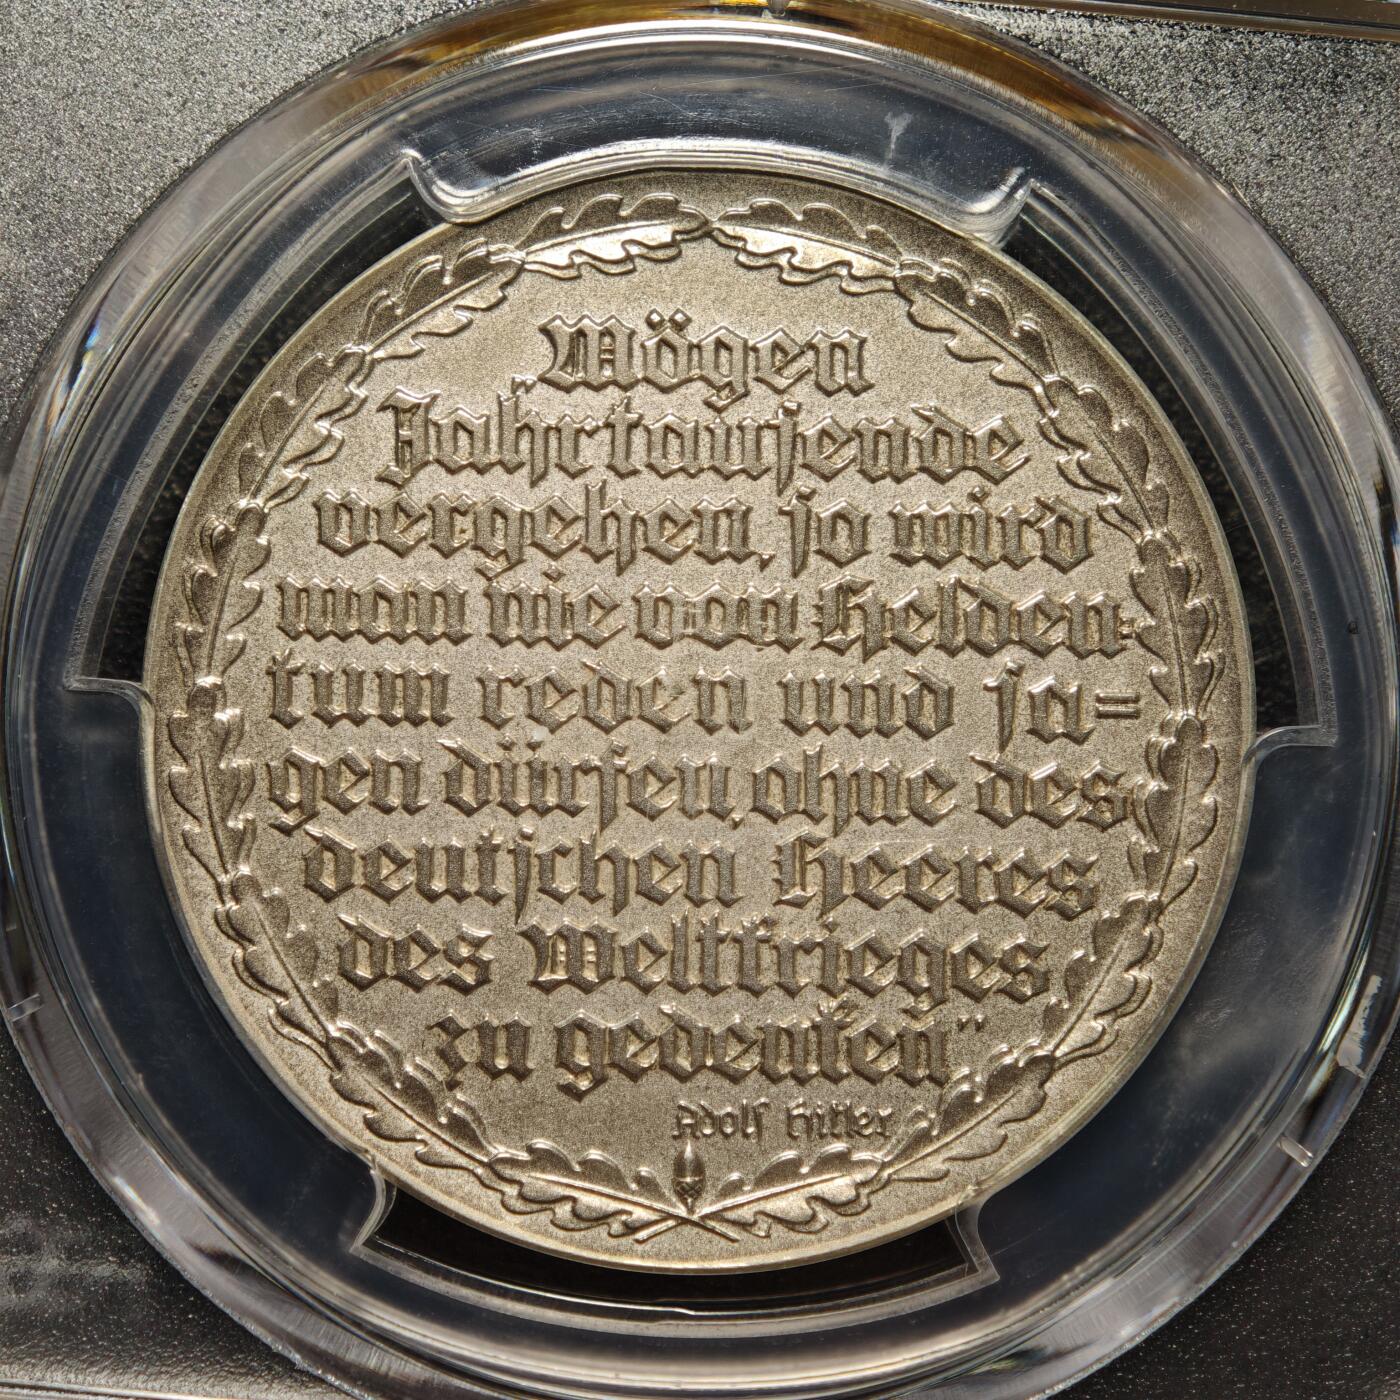 „Mögen
Jahrtausende
vergehen, so wird
man nie von Helden=
tum reden und sa=
gen dürfen, ohne des
deutschen Heeres
des Weltkrieges
zu gedenken"
Adolf Hitler